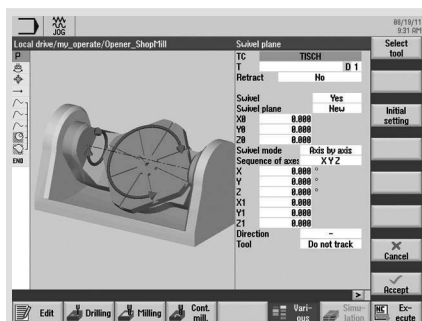 JOG
08/19/11
9:31 AM
Local drive/my_operate/Opener_ShopMill
Swivel plane
Select
tool
P
TC TISCH
T D 1
Retract No
Swivel Yes
Swivel plane New
Initial
setting
X0 0.000
Y0 0.000
Z0 0.000
Swivel mode Axis by axis
Sequence of axes X Y Z
X 0.000 °
Y 0.000 °
Z 0.000 °
X1 0.000
Y1 0.000
Z1 0.000
Direction -
Tool Do not track
END
Cancel
Accept
>
Edit
Drilling
Milling
Cont.
mill.
Vari-
ous
Simu-
lation
NC
Ex-
ecute